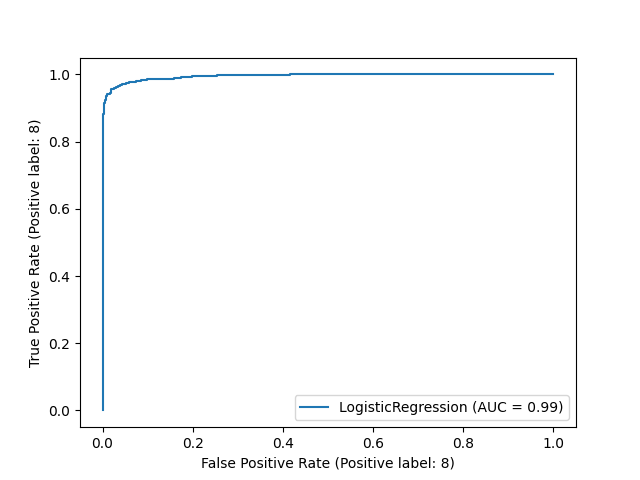 1.0
0.8
0.6
0.4
0.2
0.0
True Positive Rate (Positive label: 8)
LogisticRegression (AUC = 0.99)
0.0 0.2 0.4 0.6 0.8 1.0
False Positive Rate (Positive label: 8)